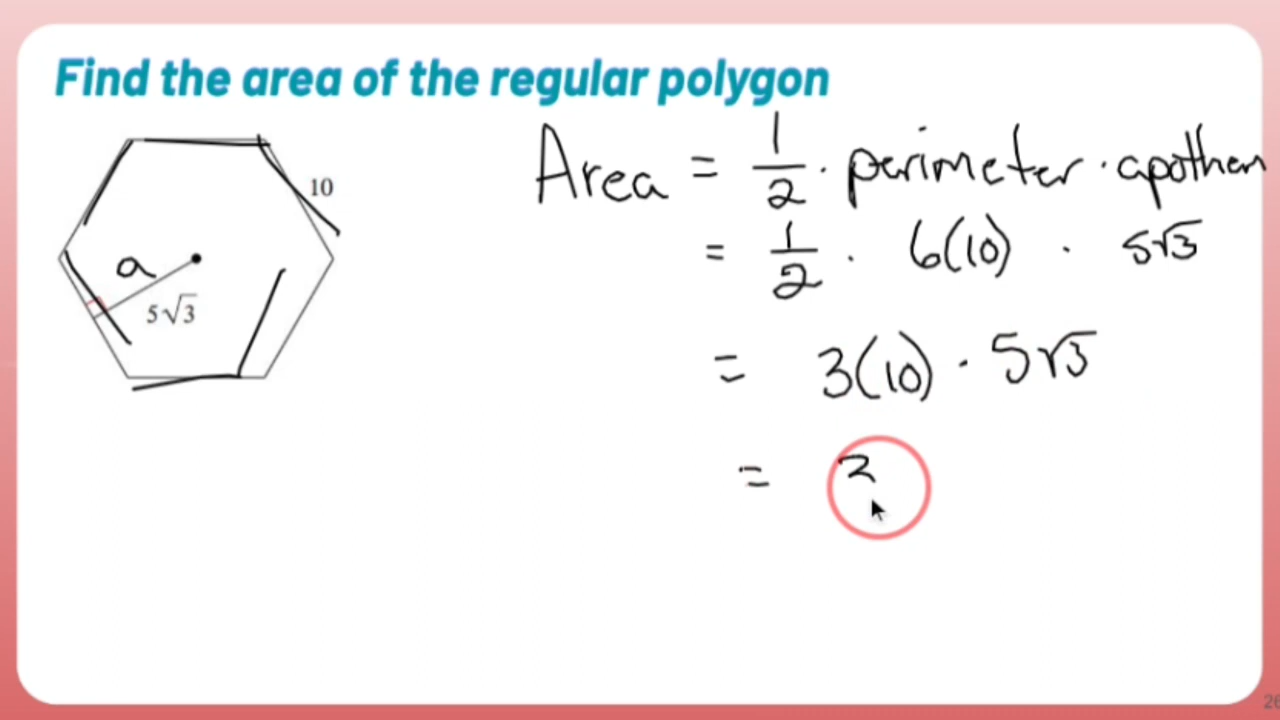 Find the area of the regular polygon
10
a
5√3
Area = 1/2 · perimeter · apothem
= 1/2 · 6(10) · 5√3
= 3(10) · 5√3
= 3
26